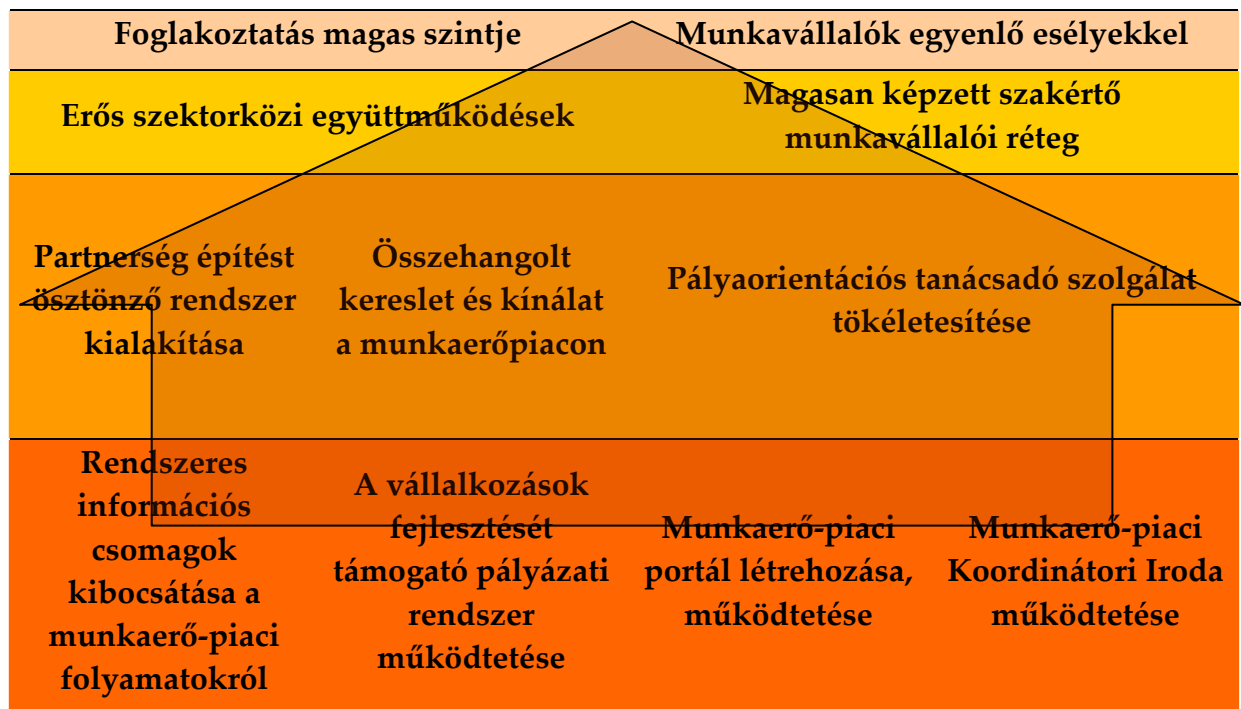 Foglakoztatás magas szintje
Munkavállalók egyenlő esélyekkel
Erős szektorközi együttműködések
Magasan képzett szakértő
munkavállalói réteg
Partnerség építést
ösztönző rendszer
kialakítása
Összehangolt
kereslet és kínálat
a munkaerőpiacon
Pályaorientációs tanácsadó szolgálat
tökéletesítése
Rendszeres
információs
csomagok
kibocsátása a
munkaerő-piaci
folyamatokról
A vállalkozások
fejlesztését
támogató pályázati
rendszer
működtetése
Munkaerő-piaci
portál létrehozása,
működtetése
Munkaerő-piaci
Koordinátori Iroda
működtetése